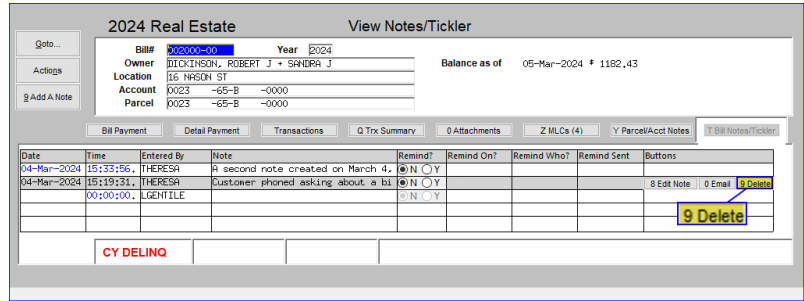 2024 Real Estate View Notes/Tickler
Goto...
Actions
9 Add A Note
Bill# 002000-00 Year 2024
Owner DICKINSON, ROBERT J + SANDRA J Balance as of 05-Mar-2024 * 1182.43
Location 16 NASON ST
Account 0023 -65-B -0000
Parcel 0023 -65-B -0000
Bill Payment Detail Payment Transactions Q Trx Summary 0 Attachments Z MLCs (4) Y Parcel/Acct Notes T Bill Notes/Tickler
Date Time Entered By Note Remind? Remind On? Remind Who? Remind Sent Buttons
04-Mar-2024 15:33:56. THERESA A second note created on March 4, N Y
04-Mar-2024 15:19:31. THERESA Customer phoned asking about a bi N Y 8 Edit Note 0 Email 9 Delete
00:00:00. LGENTILE N Y
9 Delete
CY DELINQ